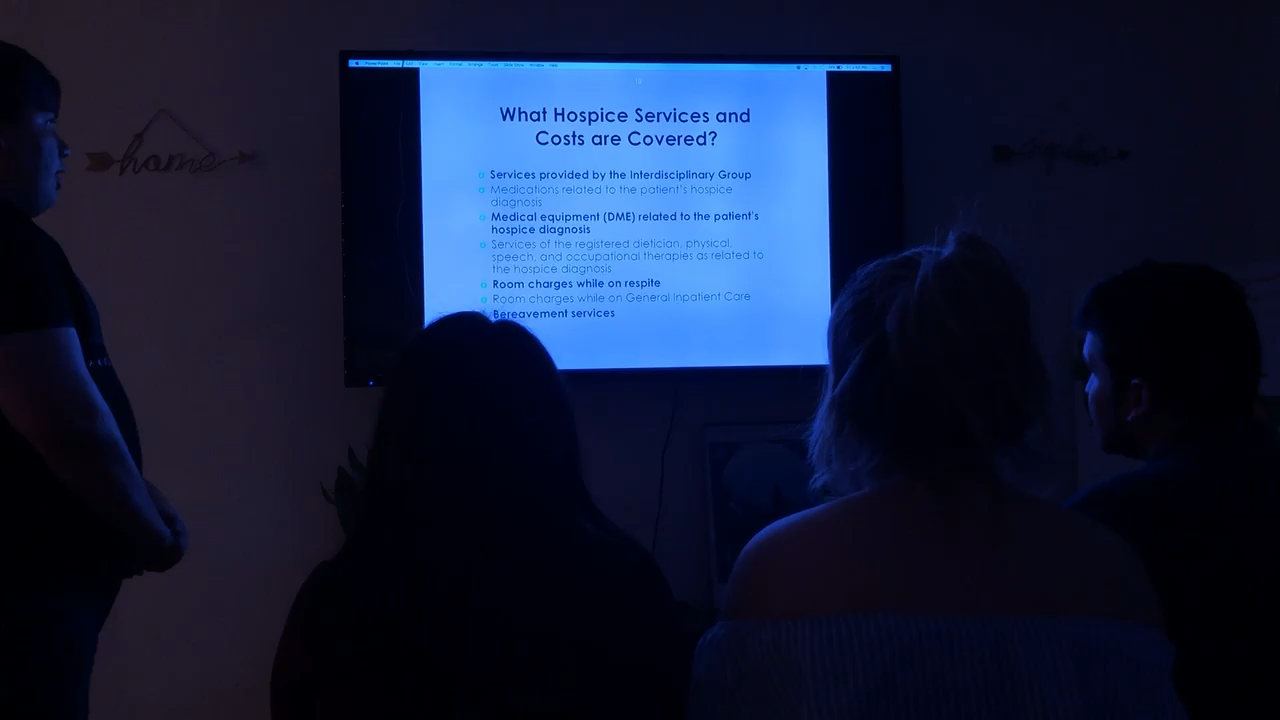 home
What Hospice Services and
Costs are Covered?
Services provided by the Interdisciplinary Group
Medications related to the patient's hospice
diagnosis
Medical equipment (DME) related to the patient's
hospice diagnosis
Services of the registered dietician, physical,
speech, and occupational therapies as related to
the hospice diagnosis
Room charges while on respite
Room charges while on General Inpatient Care
Bereavement services